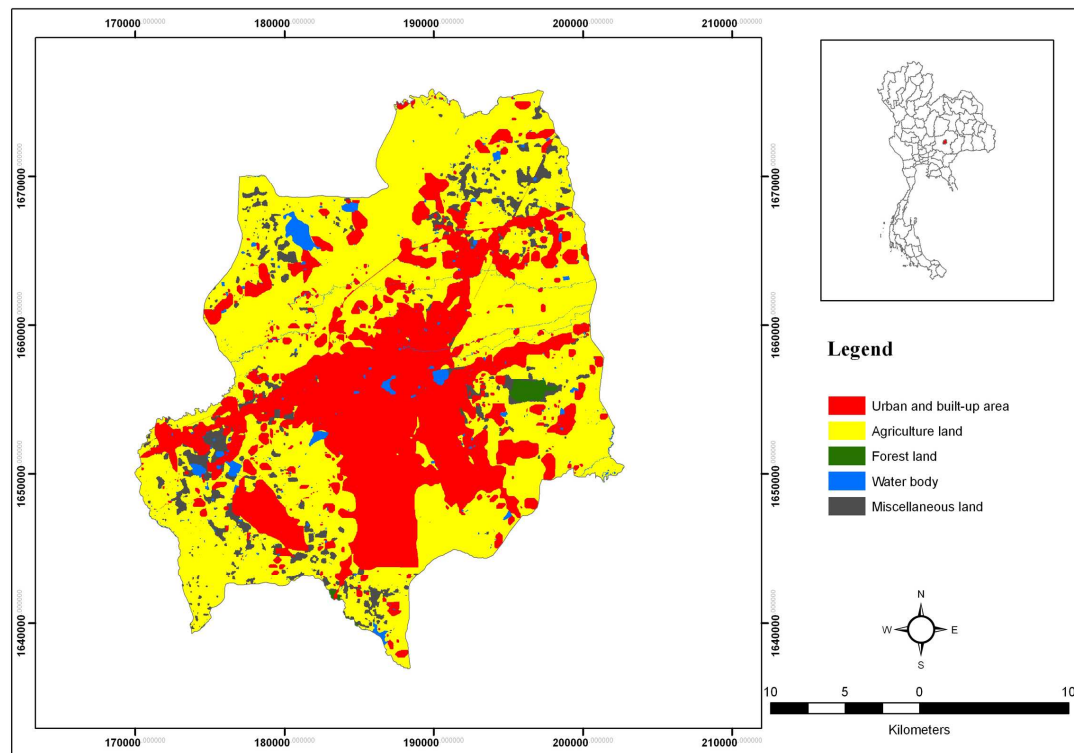 170000.000000 180000.000000 190000.000000 200000.000000 210000.000000
1670000.000000 1670000.000000
1660000.000000 1660000.000000
1650000.000000 1650000.000000
1640000.000000 1640000.000000
170000.000000 180000.000000 190000.000000 200000.000000 210000.000000
Legend
Urban and built-up area
Agriculture land
Forest land
Water body
Miscellaneous land
N
W E
S
10 5 0 10
Kilometers